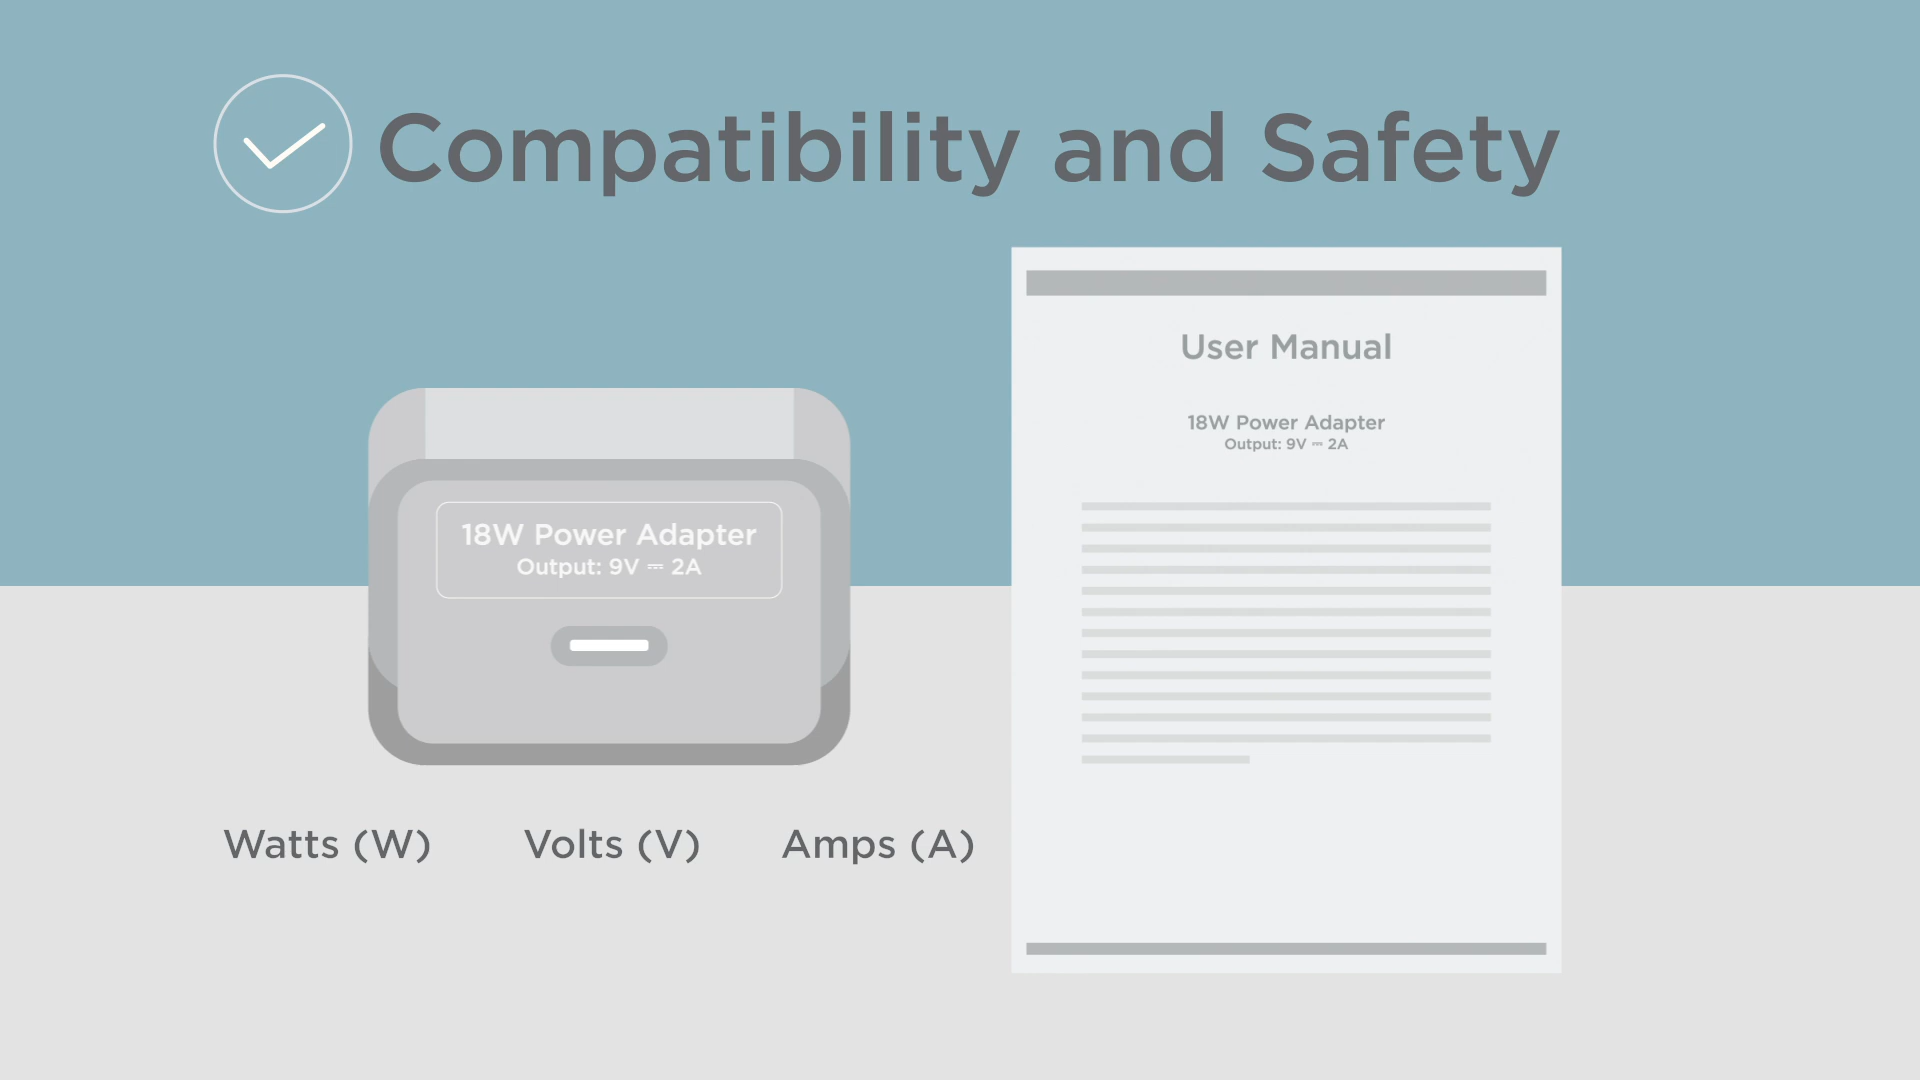 Compatibility and Safety
User Manual
18W Power Adapter
Output: 9V ⎓ 2A
18W Power Adapter
Output: 9V ⎓ 2A
Watts (W) Volts (V) Amps (A)